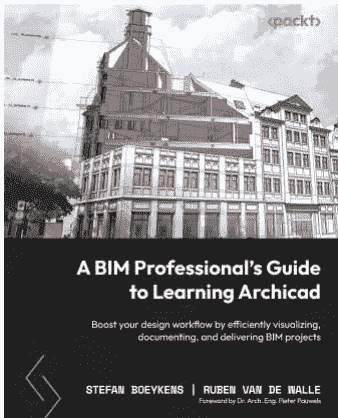 <packt>
A BIM Professional's Guide
to Learning Archicad
Boost your design workflow by efficiently visualizing,
documenting, and delivering BIM projects
STEFAN BOEYKENS | RUBEN VAN DE WALLE
Foreword by Dr. Arch. Eng. Pieter Pauwels